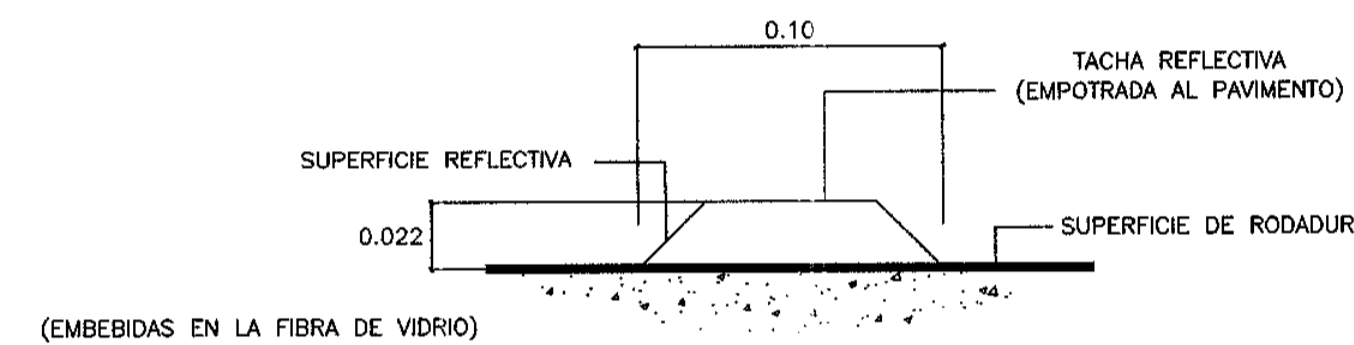 0.10
TACHA REFLECTIVA
(EMPOTRADA AL PAVIMENTO)
SUPERFICIE REFLECTIVA
0.022
SUPERFICIE DE RODADUR
(EMBEBIDAS EN LA FIBRA DE VIDRIO)